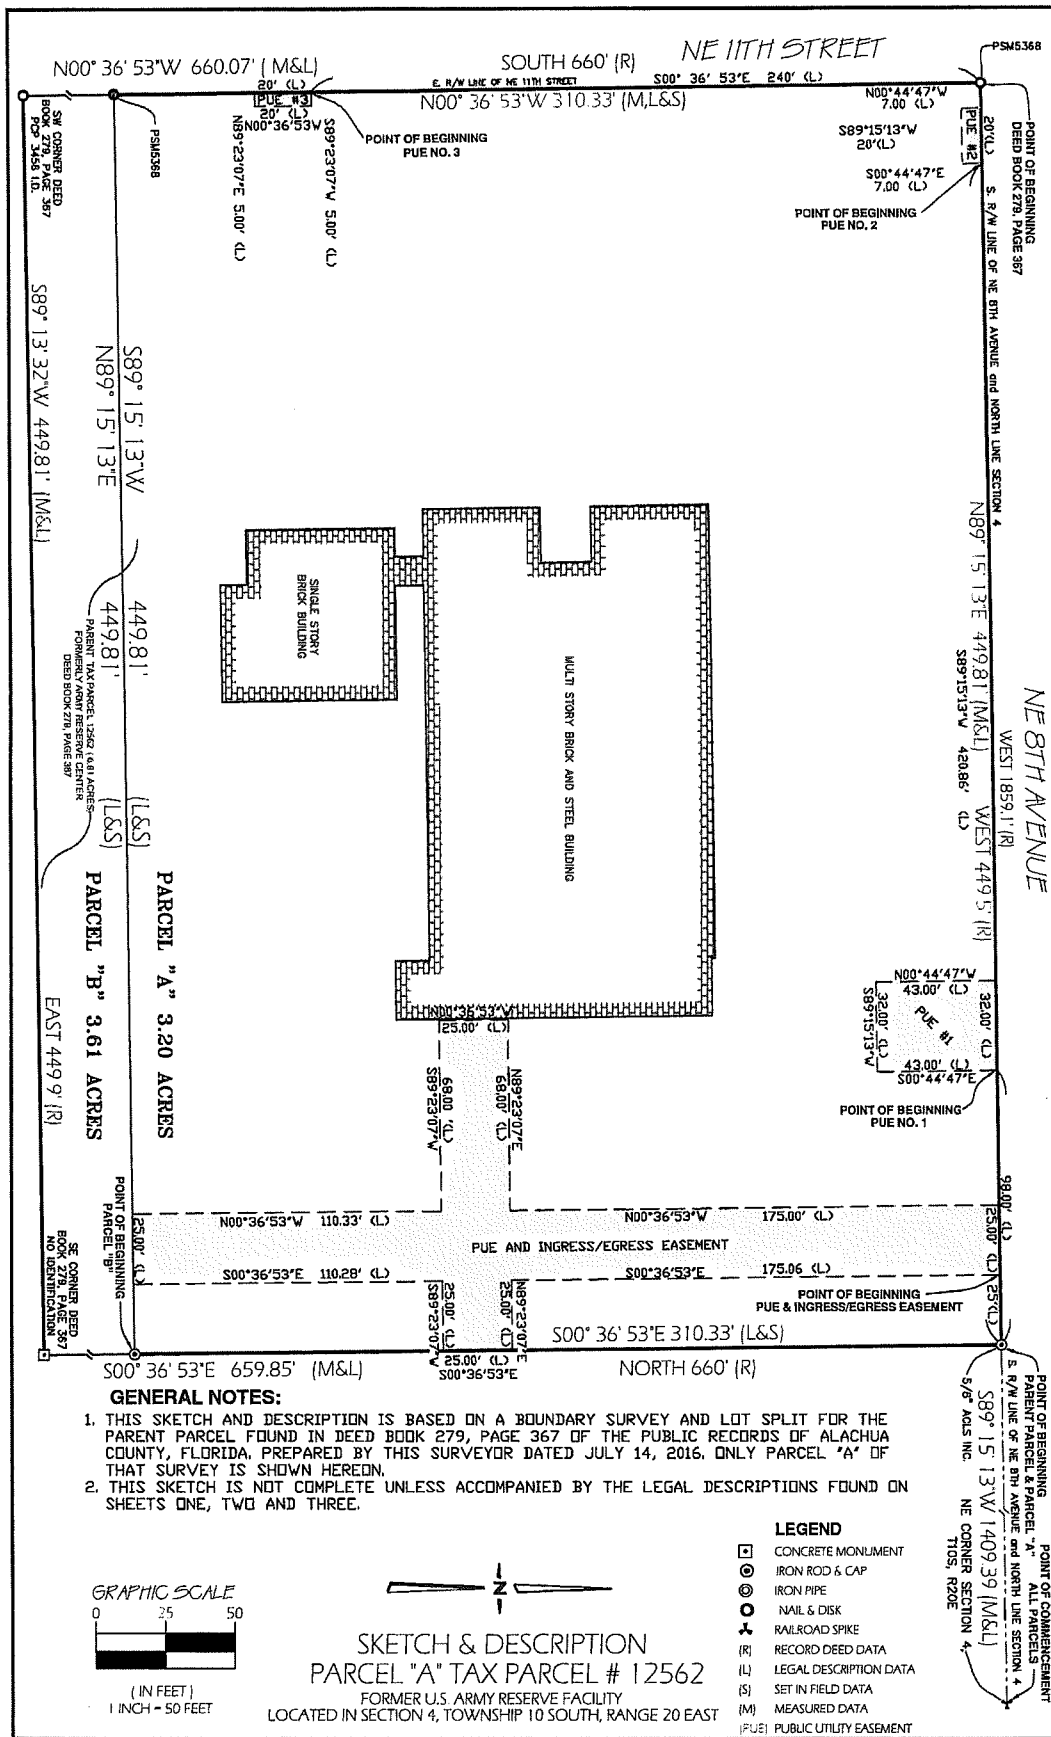 NE 11TH STREET
PSM5368
N00° 36' 53"W 660.07' ( M&L)
SOUTH 660' (R)
20' (L)
E. R/W LINE OF NE 11TH STREET
S00° 36' 53"E 240' (L)
PUE #3
N00° 36' 53"W 310.33' (M,L&S)
20' (L)
N00°36'53"W
POINT OF BEGINNING
PUE NO. 3
N00°44'47"W
7.00 (L)
S89°15'13"W
20'(L)
S00°44'47"E
7.00 (L)
20'(L)
PUE #2
POINT OF BEGINNING
PUE NO. 2
POINT OF BEGINNING
DEED BOOK 279, PAGE 367
SW CORNER DEED
BOOK 279, PAGE 367
PCP 3456 I.D.
PSM5368
N89°23'07"E 5.00' (L)
S89°23'07"W 5.00' (L)
S. R/W LINE OF NE 8TH AVENUE and NORTH LINE SECTION 4
S89° 13' 32"W 449.81' (M&L)
S89° 15' 13"W 449.81' (L&S)
N89° 15' 13"E 449.81' (L&S)
N89° 15' 13"E 449.81' (M&L)
WEST 449.5' (R)
S89°15'13"W 420.86' (L)
NE 8TH AVENUE
WEST 1859.1' (R)
SINGLE STORY
BRICK BUILDING
MULTI STORY BRICK AND STEEL BUILDING
PARENT TAX PARCEL 12562 (6.81 ACRES)
FORMERLY ARMY RESERVE CENTER
DEED BOOK 279, PAGE 367
PARCEL "A" 3.20 ACRES
PARCEL "B" 3.61 ACRES
EAST 449.9' (R)
N00°44'47"W
43.00' (L)
32.00' (L)
PUE #1
32.00' (L)
S89°15'13"W
43.00' (L)
S00°44'47"E
POINT OF BEGINNING
PUE NO. 1
N00°36'53"W
25.00' (L)
68.00 (L)
S89°23'07"W
N89°23'07"E
68.00' (L)
98.00' (L)
POINT OF BEGINNING
PARCEL "B"
25.00' (L)
N00°36'53"W 110.33' (L)
N00°36'53"W 175.00' (L)
25.00' (L)
PUE AND INGRESS/EGRESS EASEMENT
S00°36'53"E 110.28' (L)
S00°36'53"E 175.06 (L)
SE CORNER DEED
BOOK 279, PAGE 367
NO IDENTIFICATION
25.00' (L)
S89°23'07"W
N89°23'07"E
25.00' (L)
POINT OF BEGINNING
PUE & INGRESS/EGRESS EASEMENT
25'(L)
S00° 36' 53"E 310.33' (L&S)
S00° 36' 53"E 659.85' (M&L)
25.00' (L)
S00°36'53"E
NORTH 660' (R)
POINT OF BEGINNING
PARENT PARCEL & PARCEL "A"
POINT OF COMMENCEMENT
ALL PARCELS
S. R/W LINE OF NE 8TH AVENUE and NORTH LINE SECTION 4
S89° 15' 13"W 1409.39 (M&L)
5/8" ACLS INC.
NE CORNER SECTION 4,
T10S, R20E
GENERAL NOTES:
1. THIS SKETCH AND DESCRIPTION IS BASED ON A BOUNDARY SURVEY AND LOT SPLIT FOR THE
PARENT PARCEL FOUND IN DEED BOOK 279, PAGE 367 OF THE PUBLIC RECORDS OF ALACHUA
COUNTY, FLORIDA, PREPARED BY THIS SURVEYOR DATED JULY 14, 2016. ONLY PARCEL "A" OF
THAT SURVEY IS SHOWN HEREON.
2. THIS SKETCH IS NOT COMPLETE UNLESS ACCOMPANIED BY THE LEGAL DESCRIPTIONS FOUND ON
SHEETS ONE, TWO AND THREE.
GRAPHIC SCALE
0 25 50
( IN FEET )
1 INCH = 50 FEET
N
SKETCH & DESCRIPTION
PARCEL "A" TAX PARCEL # 12562
FORMER U.S. ARMY RESERVE FACILITY
LOCATED IN SECTION 4, TOWNSHIP 10 SOUTH, RANGE 20 EAST
LEGEND
CONCRETE MONUMENT
IRON ROD & CAP
IRON PIPE
NAIL & DISK
RAILROAD SPIKE
(R) RECORD DEED DATA
(L) LEGAL DESCRIPTION DATA
(S) SET IN FIELD DATA
(M) MEASURED DATA
(PUE) PUBLIC UTILITY EASEMENT